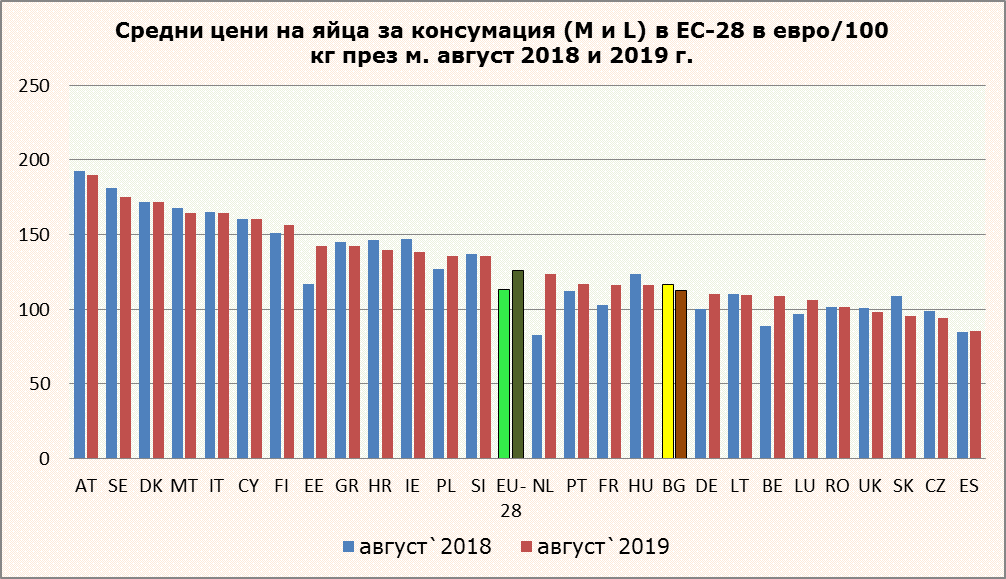 Средни цени на яйца за консумация (M и L) в ЕС-28 в евро/100
кг през м. август 2018 и 2019 г.
250
200
150
100
50
0
AT SE DK MT IT CY FI EE GR HR IE PL SI EU- NL PT FR HU BG DE LT BE LU RO UK SK CZ ES
28
август`2018 август`2019